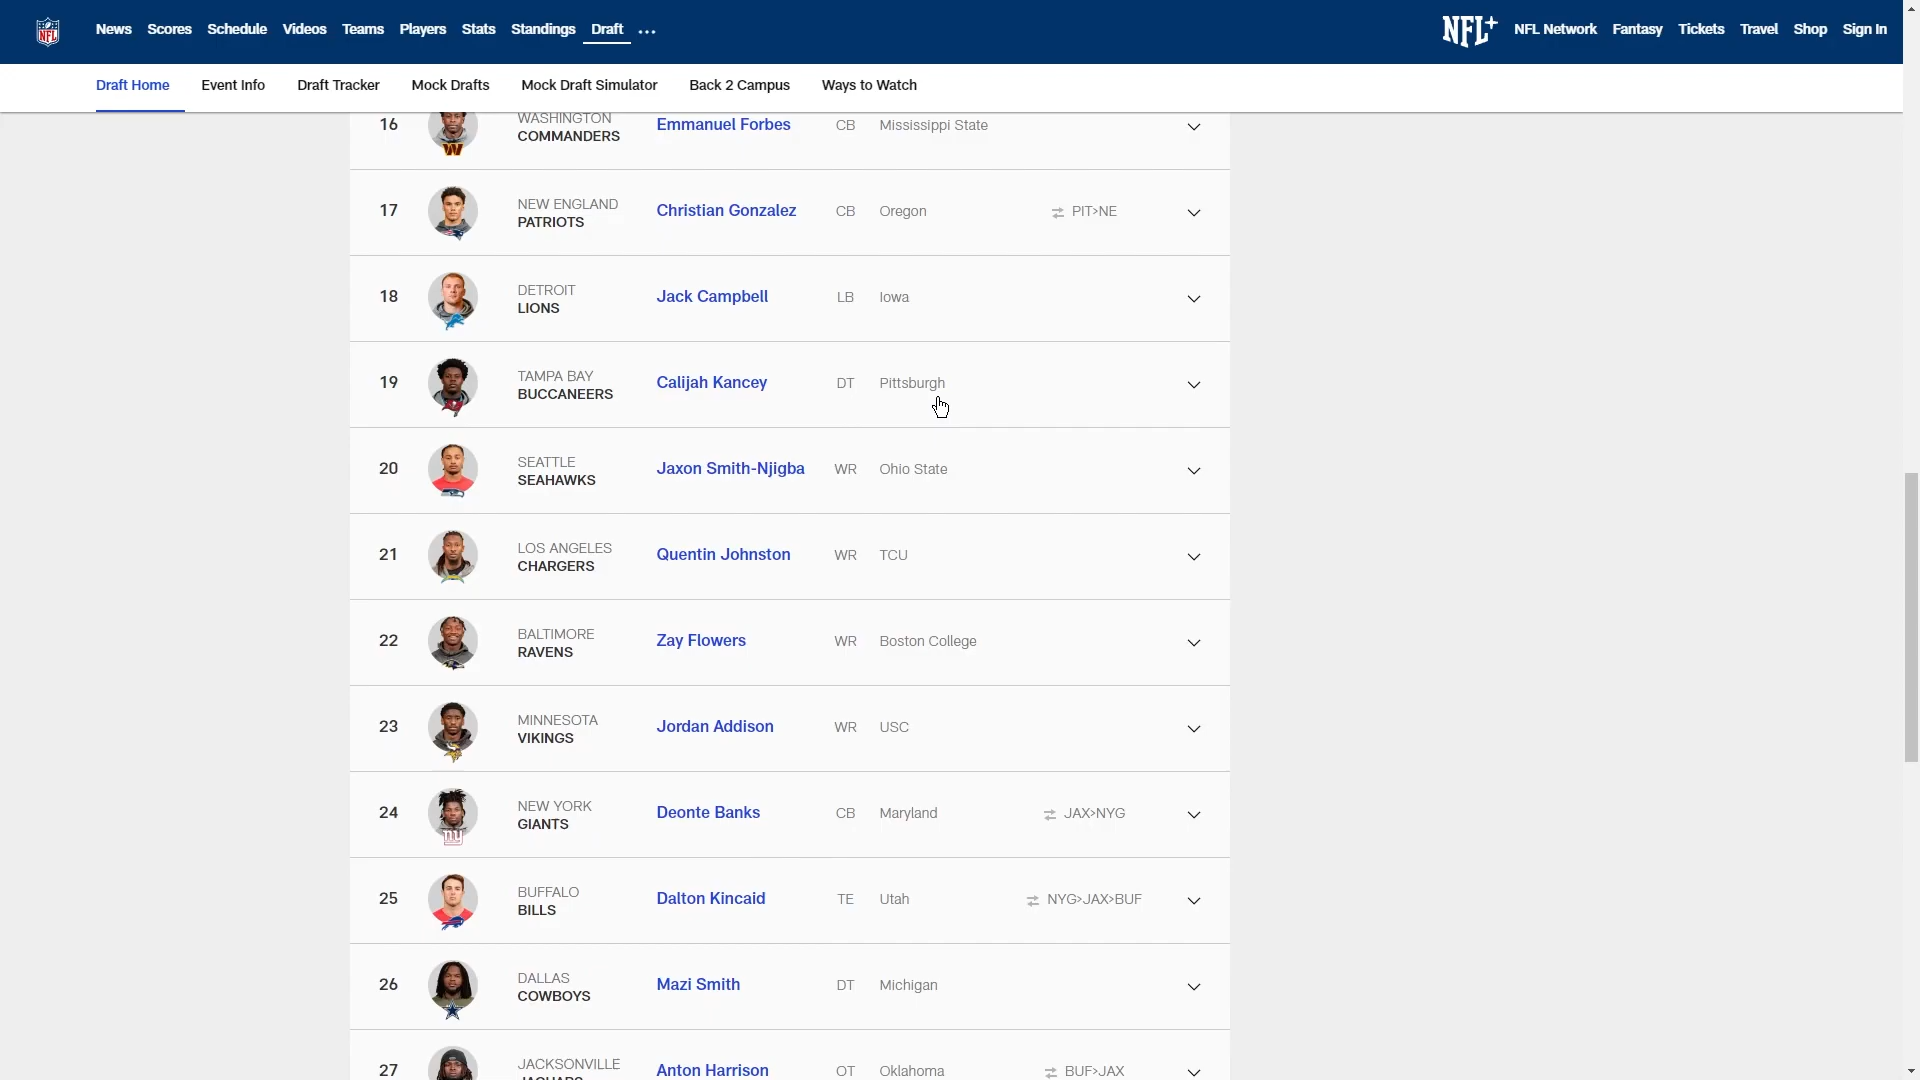 NFL
News Scores Schedule Videos Teams Players Stats Standings Draft ...
NFL+ NFL Network Fantasy Tickets Travel Shop Sign In
Draft Home Event Info Draft Tracker Mock Drafts Mock Draft Simulator Back 2 Campus Ways to Watch
16 WASHINGTON COMMANDERS Emmanuel Forbes CB Mississippi State
17 NEW ENGLAND PATRIOTS Christian Gonzalez CB Oregon PIT>NE
18 DETROIT LIONS Jack Campbell LB Iowa
19 TAMPA BAY BUCCANEERS Calijah Kancey DT Pittsburgh
20 SEATTLE SEAHAWKS Jaxon Smith-Njigba WR Ohio State
21 LOS ANGELES CHARGERS Quentin Johnston WR TCU
22 BALTIMORE RAVENS Zay Flowers WR Boston College
23 MINNESOTA VIKINGS Jordan Addison WR USC
24 NEW YORK GIANTS Deonte Banks CB Maryland JAX>NYG
25 BUFFALO BILLS Dalton Kincaid TE Utah NYG>JAX>BUF
26 DALLAS COWBOYS Mazi Smith DT Michigan
27 JACKSONVILLE Anton Harrison OT Oklahoma BUF>JAX